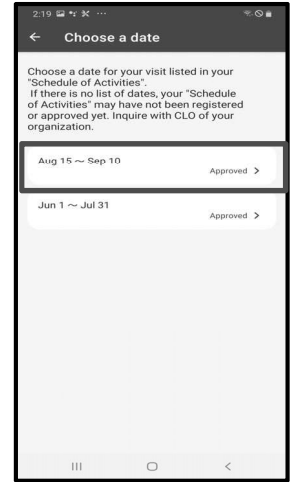 2:19
← Choose a date
Choose a date for your visit listed in your
"Schedule of Activities".
If there is no list of dates, your "Schedule
of Activities" may have not been registered
or approved yet. Inquire with CLO of your
organization.
Aug 15 ~ Sep 10
Approved >
Jun 1 ~ Jul 31
Approved >